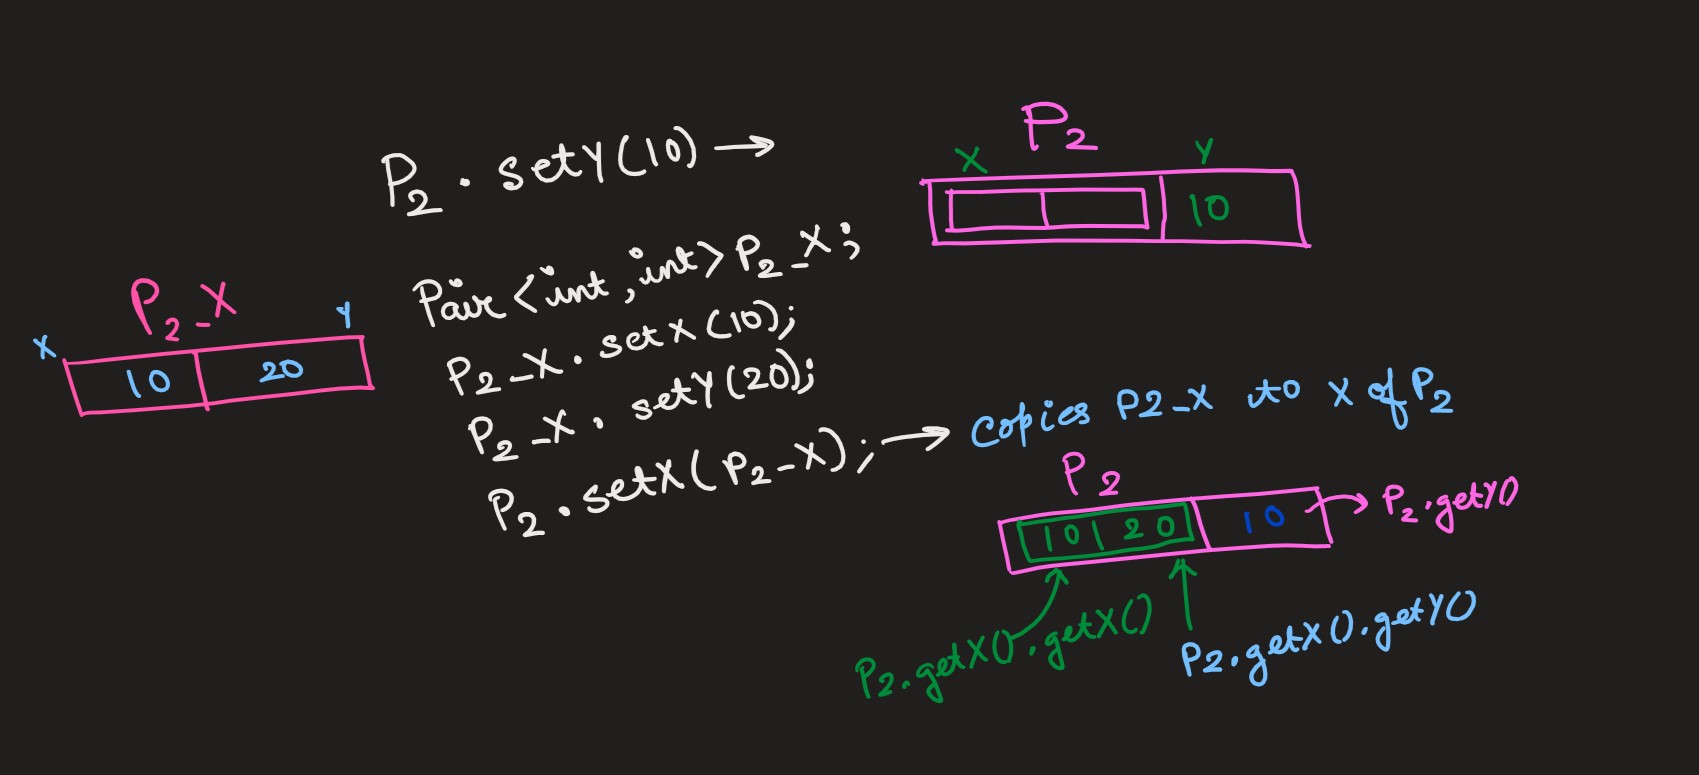 P2
X Y
P2 . setY(10) →
10
Pair <int ,int> P2_X ;
P2_X
X Y
10 20
P2_X . setX (10);
P2_X . setY(20);
P2 . setX( P2_X); → Copies P2_X to X of P2
P2
10 | 20 10 → P2.getY()
P2.getX().getX()
P2.getX().getY()